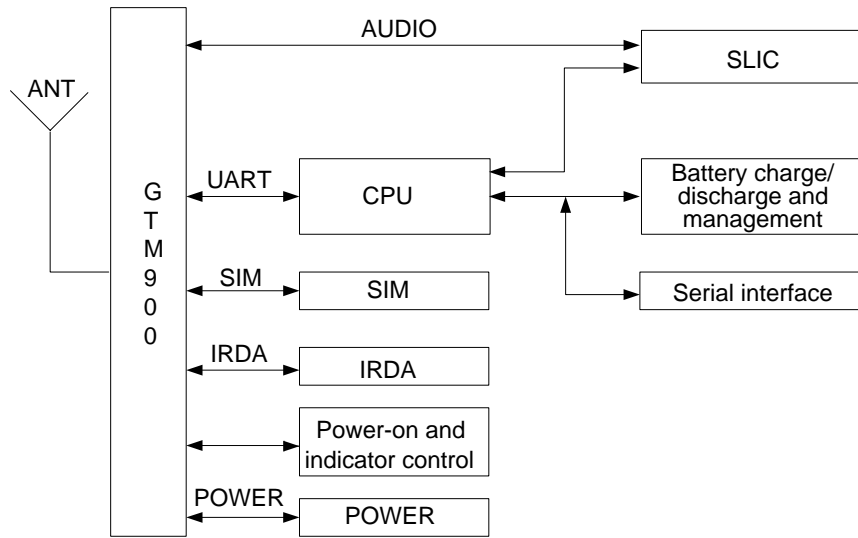 AUDIO
SLIC
ANT
G
T
M
9
0
0
UART
CPU
Battery charge/
discharge and
management
SIM
SIM
Serial interface
IRDA
IRDA
Power-on and
indicator control
POWER
POWER